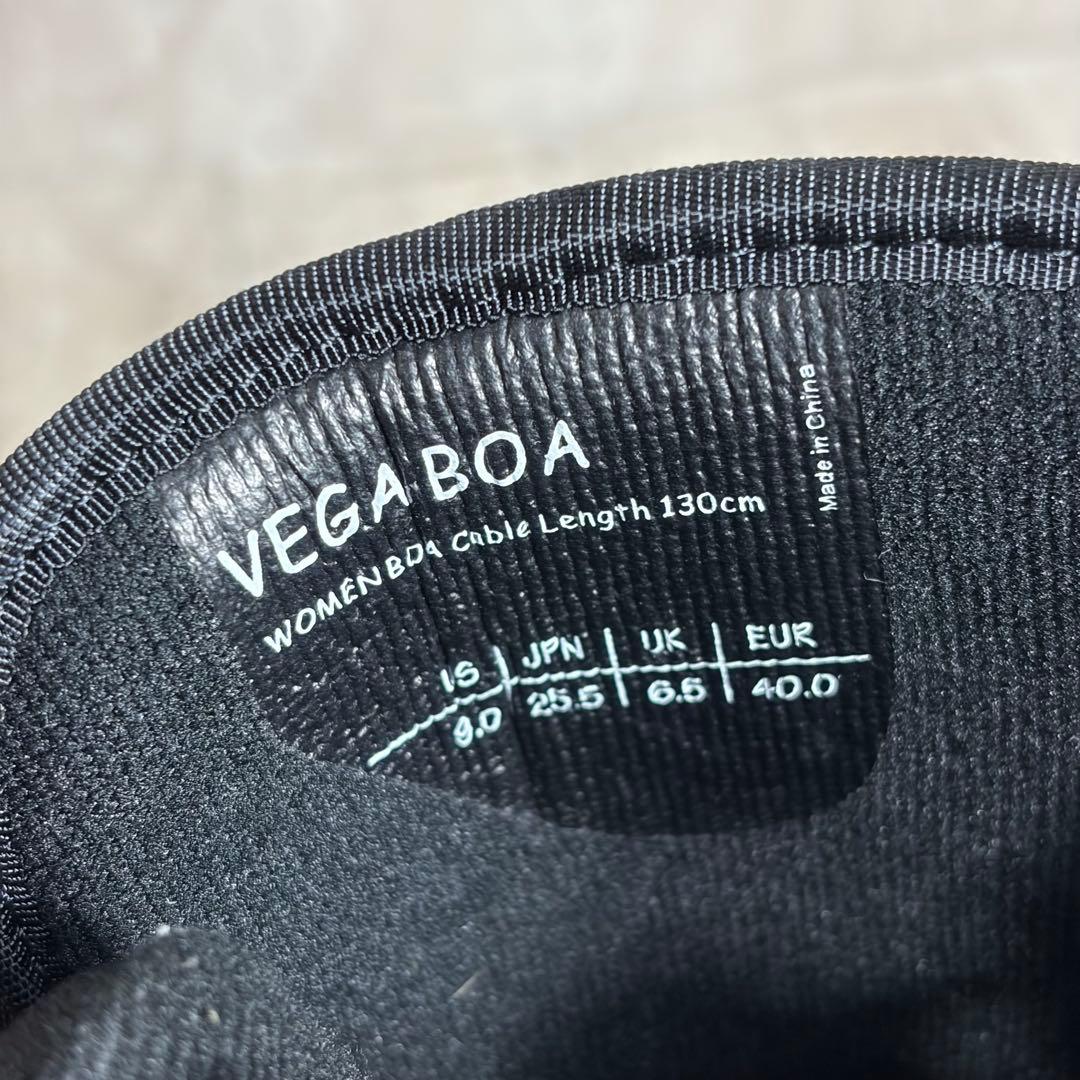 VEGA BOA
WOMEN BOA Cable Length 130cm
Made in China
US | JPN | UK | EUR
9.0 | 25.5 | 6.5 | 40.0